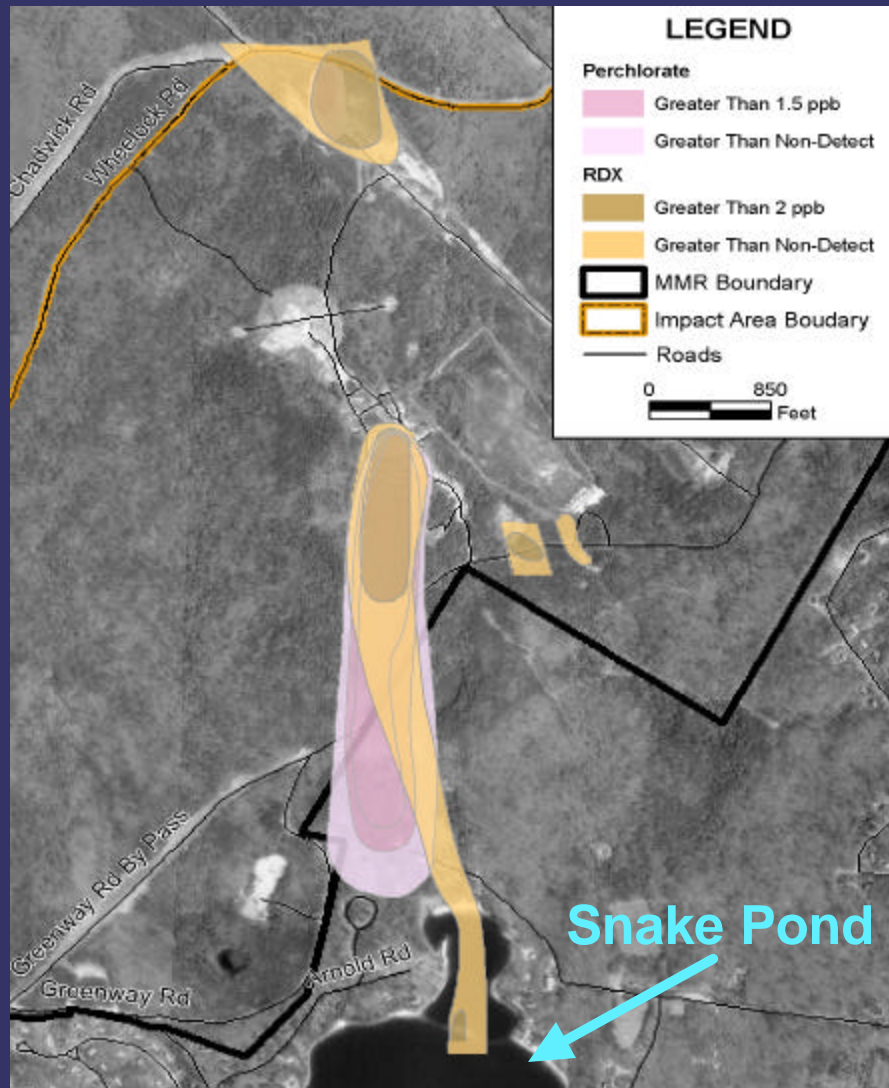 LEGEND
Perchlorate
Greater Than 1.5 ppb
Greater Than Non-Detect
RDX
Greater Than 2 ppb
Greater Than Non-Detect
MMR Boundary
Impact Area Boudary
Roads
0 850
Feet
Chadwick Rd
Wheelock Rd
Greenway Rd By Pass
Snake Pond
Arnold Rd
Groenway Rd